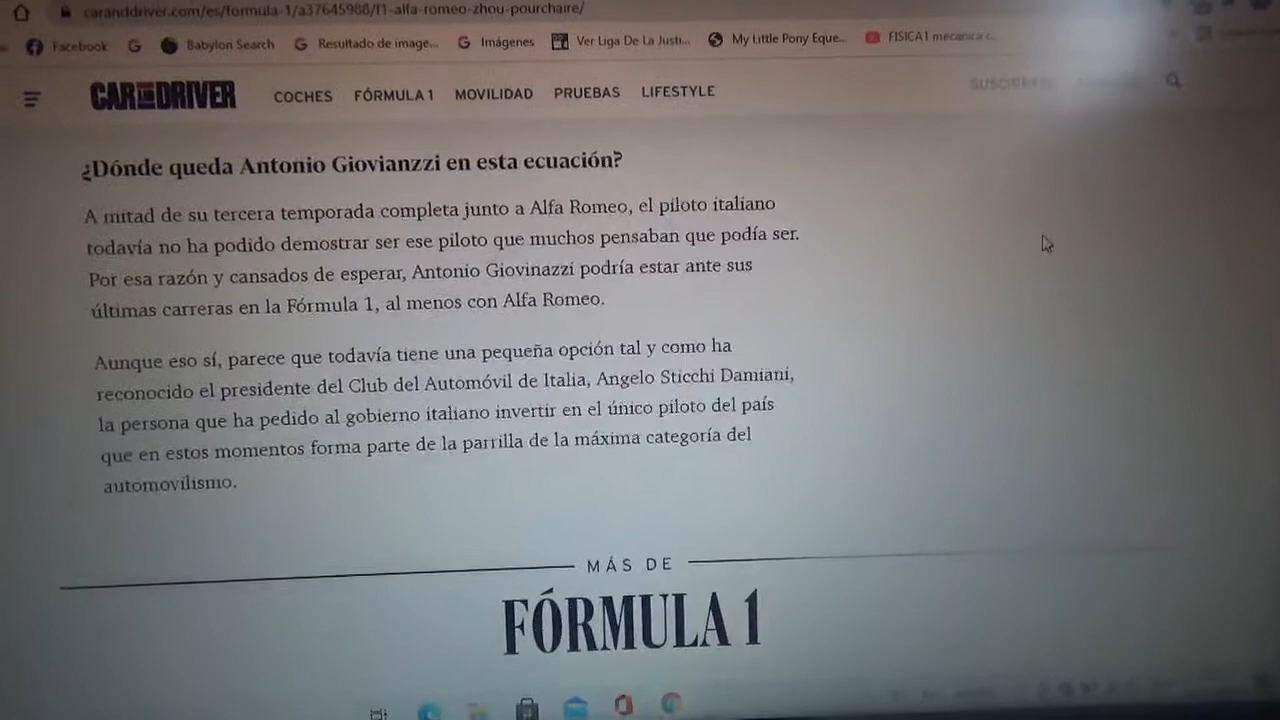 caranddriver.com/es/formula-1/a37645988/f1-alfa-romeo-zhou-pourchaire/
Facebook G Babylon Search G Resultado de image... G Imágenes Ver Liga De La Justi... My Little Pony Eque... FISICA1 mecanica c...
CAR AND DRIVER COCHES FÓRMULA 1 MOVILIDAD PRUEBAS LIFESTYLE
¿Dónde queda Antonio Giovianzzi en esta ecuación?
A mitad de su tercera temporada completa junto a Alfa Romeo, el piloto italiano
todavía no ha podido demostrar ser ese piloto que muchos pensaban que podía ser.
Por esa razón y cansados de esperar, Antonio Giovinazzi podría estar ante sus
últimas carreras en la Fórmula 1, al menos con Alfa Romeo.
Aunque eso sí, parece que todavía tiene una pequeña opción tal y como ha
reconocido el presidente del Club del Automóvil de Italia, Angelo Sticchi Damiani,
la persona que ha pedido al gobierno italiano invertir en el único piloto del país
que en estos momentos forma parte de la parrilla de la máxima categoría del
automovilismo.
MÁS DE
FÓRMULA 1